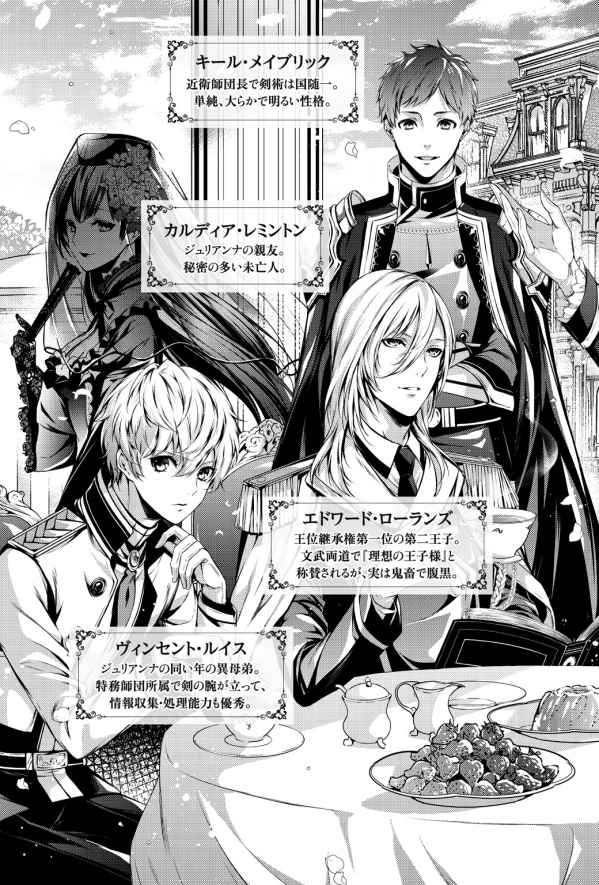 キール・メイブリック
近衛師団長で剣術は国随一。
単純、大らかで明るい性格。
カルディア・レミントン
ジュリアンナの親友。
秘密の多い未亡人。
エドワード・ローランズ
王位継承権第一位の第二王子。
文武両道で『理想の王子様』と
称賛されるが、実は鬼畜で腹黒。
ヴィンセント・ルイス
ジュリアンナの同い年の異母弟。
特務師団所属で剣の腕が立って、
情報収集・処理能力も優秀。